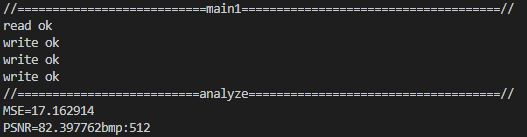 //===========================main1=====================================//
read ok
write ok
write ok
write ok
//==========================analyze====================================//
MSE=17.162914
PSNR=82.397762bmp:512